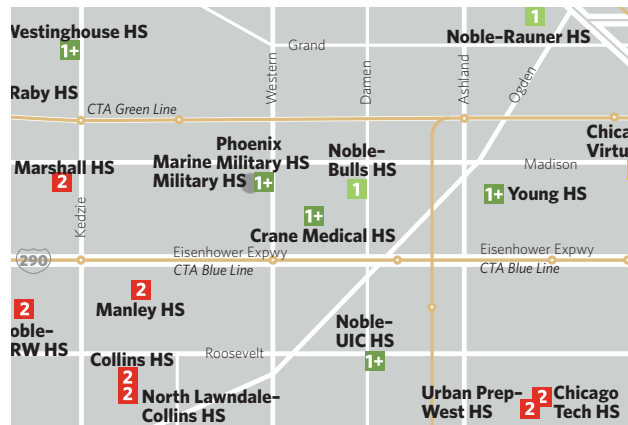 Westinghouse HS
1+
Raby HS
CTA Green Line
Grand
Western
Damen
Ashland
Ogden
1
Noble–Rauner HS
Marshall HS
2
Kedzie
Phoenix
Military HS
Marine
Military HS
1+
Noble–
Bulls HS
1
Crane Medical HS
1+
Madison
1+
Young HS
Chica
Virtu
290
Eisenhower Expwy
CTA Blue Line
Eisenhower Expwy
CTA Blue Line
2
oble–
RW HS
2
Manley HS
Collins HS
2
2
North Lawndale–
Collins HS
Roosevelt
Noble–
UIC HS
1+
Urban Prep–
West HS
2
2
Chicago
Tech HS